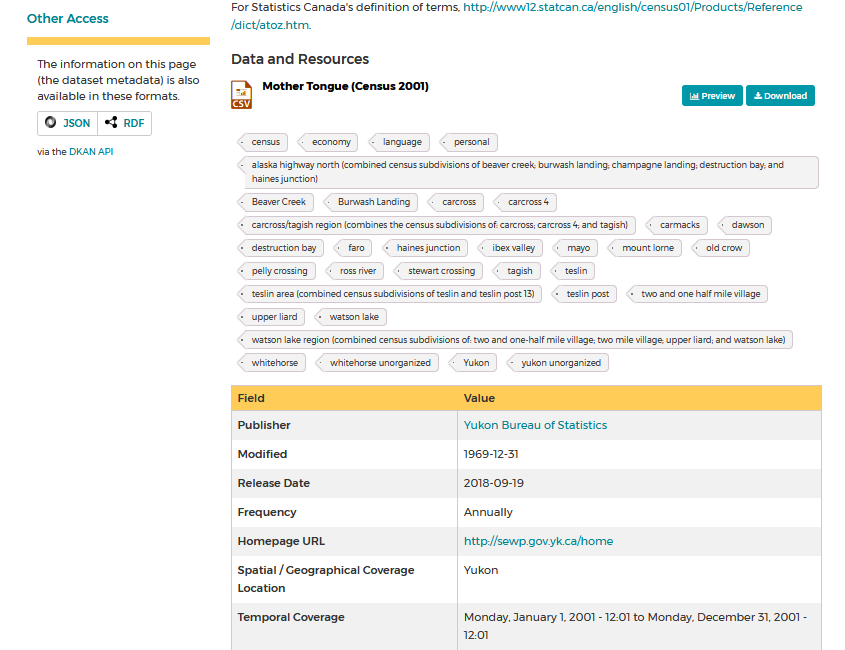 Other Access
The information on this page
(the dataset metadata) is also
available in these formats.
JSON RDF
via the DKAN API
For Statistics Canada's definition of terms, http://www12.statcan.ca/english/census01/Products/Reference
/dict/atoz.htm.
Data and Resources
CSV
Mother Tongue (Census 2001)
Preview Download
census economy language personal
alaska highway north (combined census subdivisions of beaver creek; burwash landing; champagne landing; destruction bay; and
haines junction)
Beaver Creek Burwash Landing carcross carcross 4
carcross/tagish region (combines the census subdivisions of: carcross; carcross 4; and tagish) carmacks dawson
destruction bay faro haines junction ibex valley mayo mount lorne old crow
pelly crossing ross river stewart crossing tagish teslin
teslin area (combined census subdivisions of teslin and teslin post 13) teslin post two and one half mile village
upper liard watson lake
watson lake region (combined census subdivisions of: two and one-half mile village; two mile village; upper liard; and watson lake)
whitehorse whitehorse unorganized Yukon yukon unorganized
Field Value
Publisher Yukon Bureau of Statistics
Modified 1969-12-31
Release Date 2018-09-19
Frequency Annually
Homepage URL http://sewp.gov.yk.ca/home
Spatial / Geographical Coverage Yukon
Location
Temporal Coverage Monday, January 1, 2001 - 12:01 to Monday, December 31, 2001 -
12:01